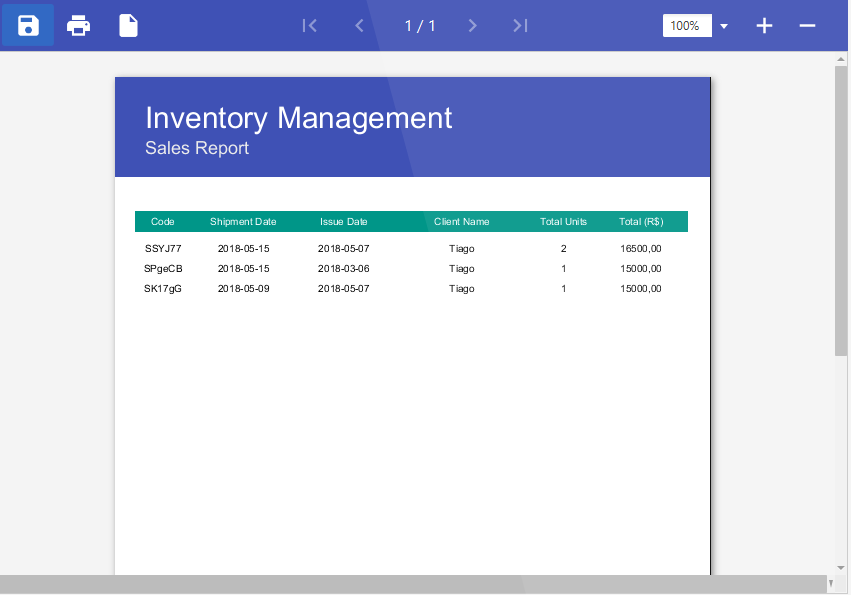 1 / 1 100%
Inventory Management
Sales Report
Code Shipment Date Issue Date Client Name Total Units Total (R$)
SSYJ77 2018-05-15 2018-05-07 Tiago 2 16500,00
SPgeCB 2018-05-15 2018-03-06 Tiago 1 15000,00
SK17gG 2018-05-09 2018-05-07 Tiago 1 15000,00